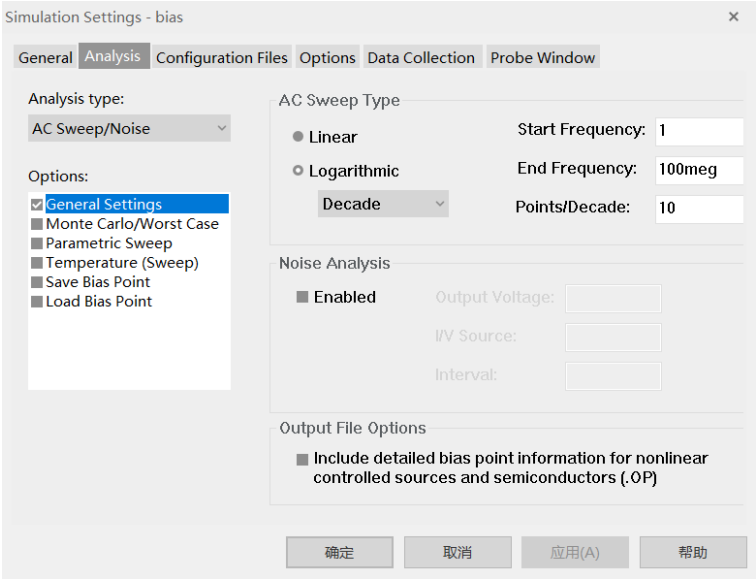 Simulation Settings - bias
General Analysis Configuration Files Options Data Collection Probe Window
Analysis type:
AC Sweep/Noise
Options:
General Settings
Monte Carlo/Worst Case
Parametric Sweep
Temperature (Sweep)
Save Bias Point
Load Bias Point
AC Sweep Type
Linear
Logarithmic
Decade
Start Frequency: 1
End Frequency: 100meg
Points/Decade: 10
Noise Analysis
Enabled
Output Voltage:
I/V Source:
Interval:
Output File Options
Include detailed bias point information for nonlinear
controlled sources and semiconductors (.OP)
确定 取消 应用(A) 帮助